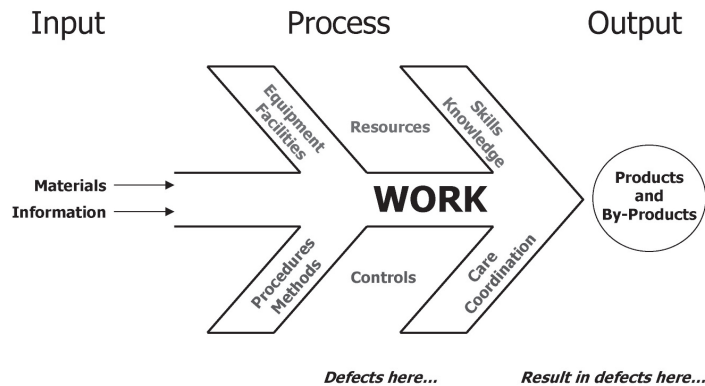 Input
Process
Output
Equipment
Facilities
Resources
Skills
Knowledge
Materials
Information
WORK
Products
and
By-Products
Procedures
Methods
Controls
Care
Coordination
Defects here...
Result in defects here...